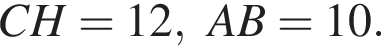 CH = 12, AB = 10.